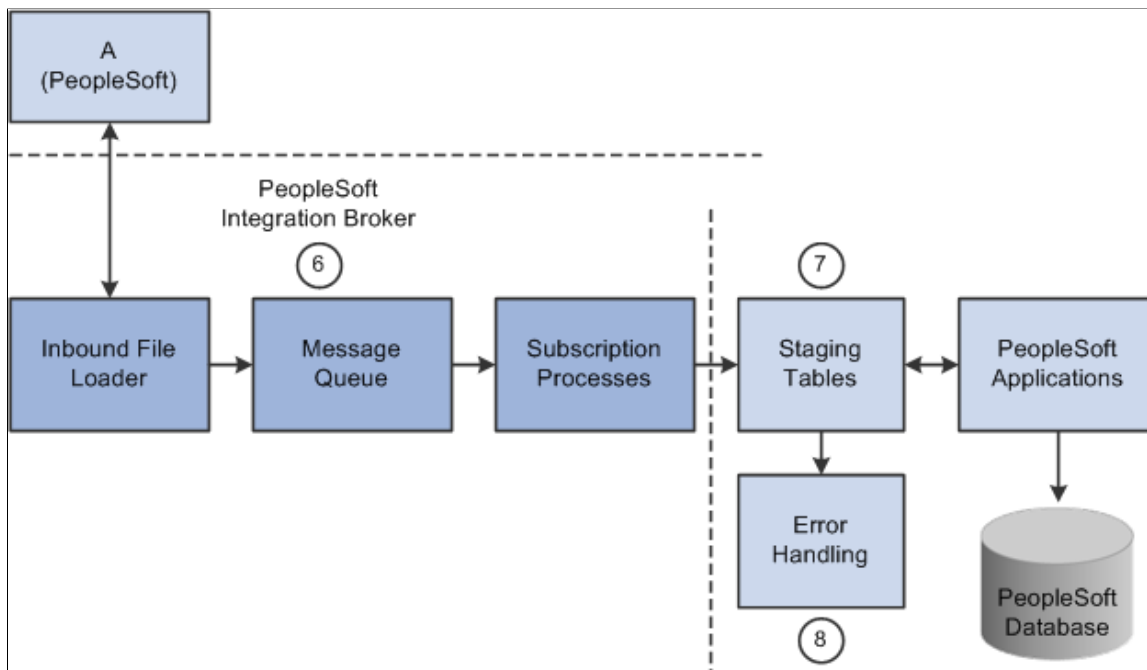 A
(PeopleSoft)
PeopleSoft
Integration Broker
6
7
Inbound File
Loader
Message
Queue
Subscription
Processes
Staging
Tables
PeopleSoft
Applications
Error
Handling
8
PeopleSoft
Database